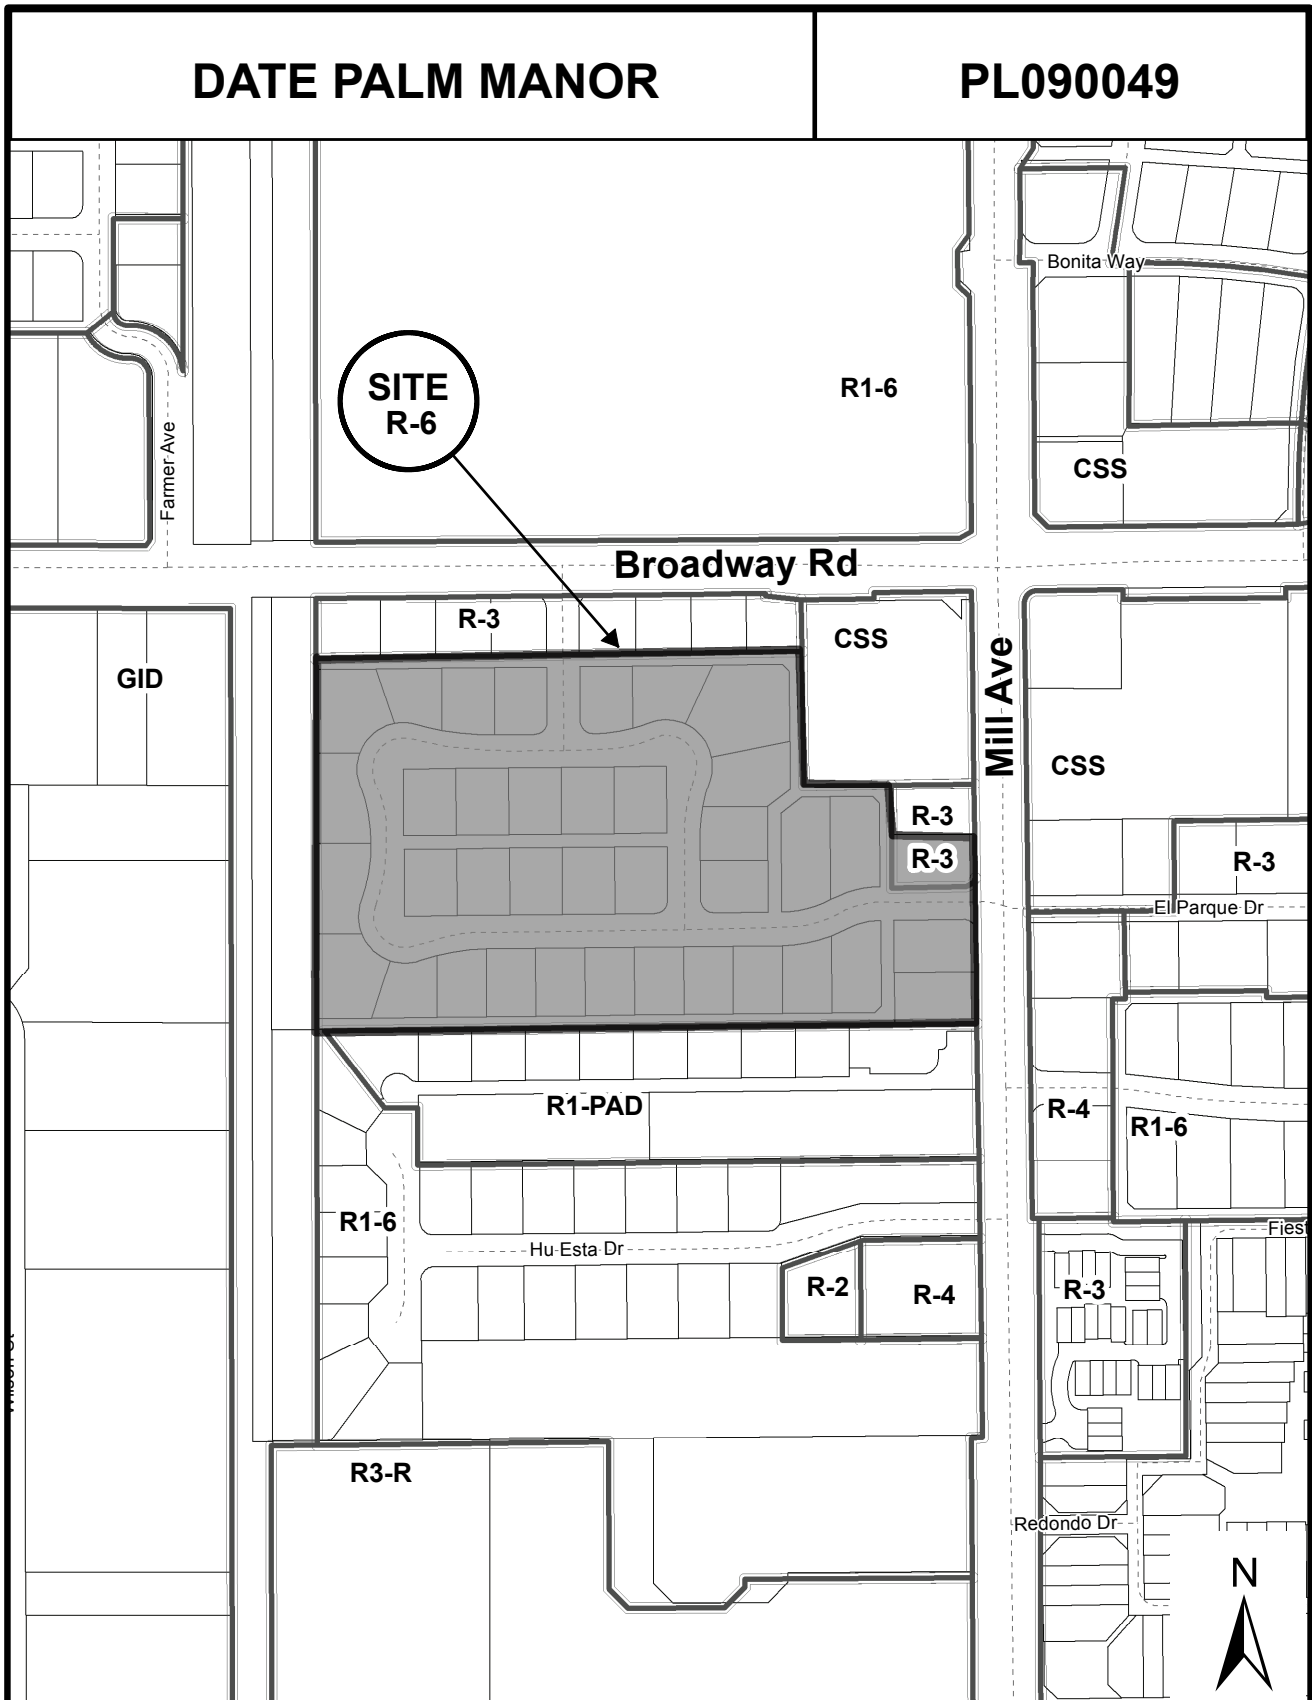 DATE PALM MANOR
PL090049
Bonita Way
SITE
R-6
R1-6
Farmer Ave
CSS
Broadway Rd
R-3
CSS
GID
Mill Ave
CSS
R-3
R-3
R-3
El Parque Dr
R1-PAD
R-4
R1-6
R1-6
Fiest
Hu Esta Dr
R-2
R-4
R-3
R3-R
Redondo Dr
N